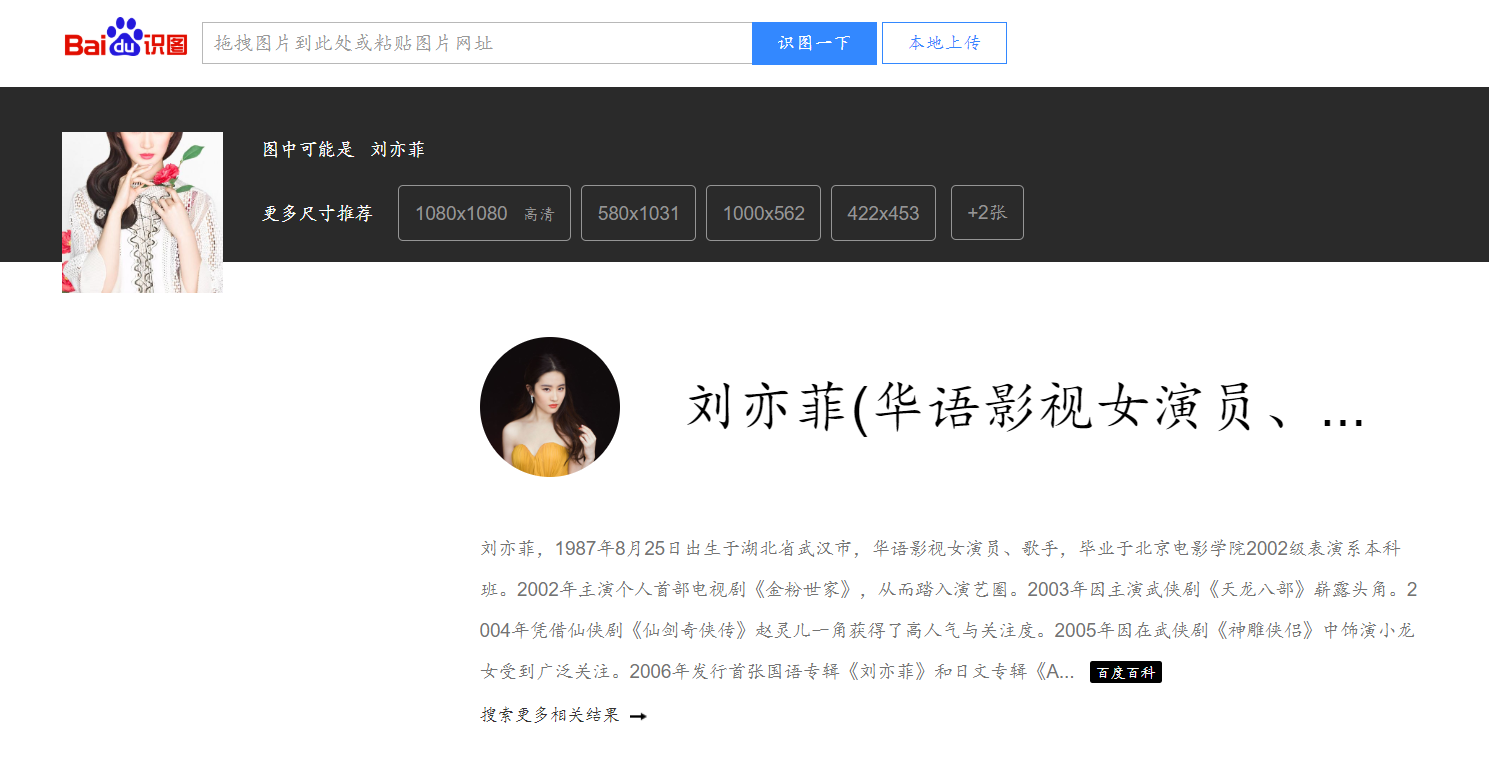 Bai du 识图
拖拽图片到此处或粘贴图片网址
识图一下
本地上传
图中可能是 刘亦菲
更多尺寸推荐 1080x1080 高清 580x1031 1000x562 422x453 +2张
刘亦菲(华语影视女演员、...
刘亦菲，1987年8月25日出生于湖北省武汉市，华语影视女演员、歌手，毕业于北京电影学院2002级表演系本科
班。2002年主演个人首部电视剧《金粉世家》，从而踏入演艺圈。2003年因主演武侠剧《天龙八部》崭露头角。2
004年凭借仙侠剧《仙剑奇侠传》赵灵儿一角获得了高人气与关注度。2005年因在武侠剧《神雕侠侣》中饰演小龙
女受到广泛关注。2006年发行首张国语专辑《刘亦菲》和日文专辑《A... 百度百科
搜索更多相关结果